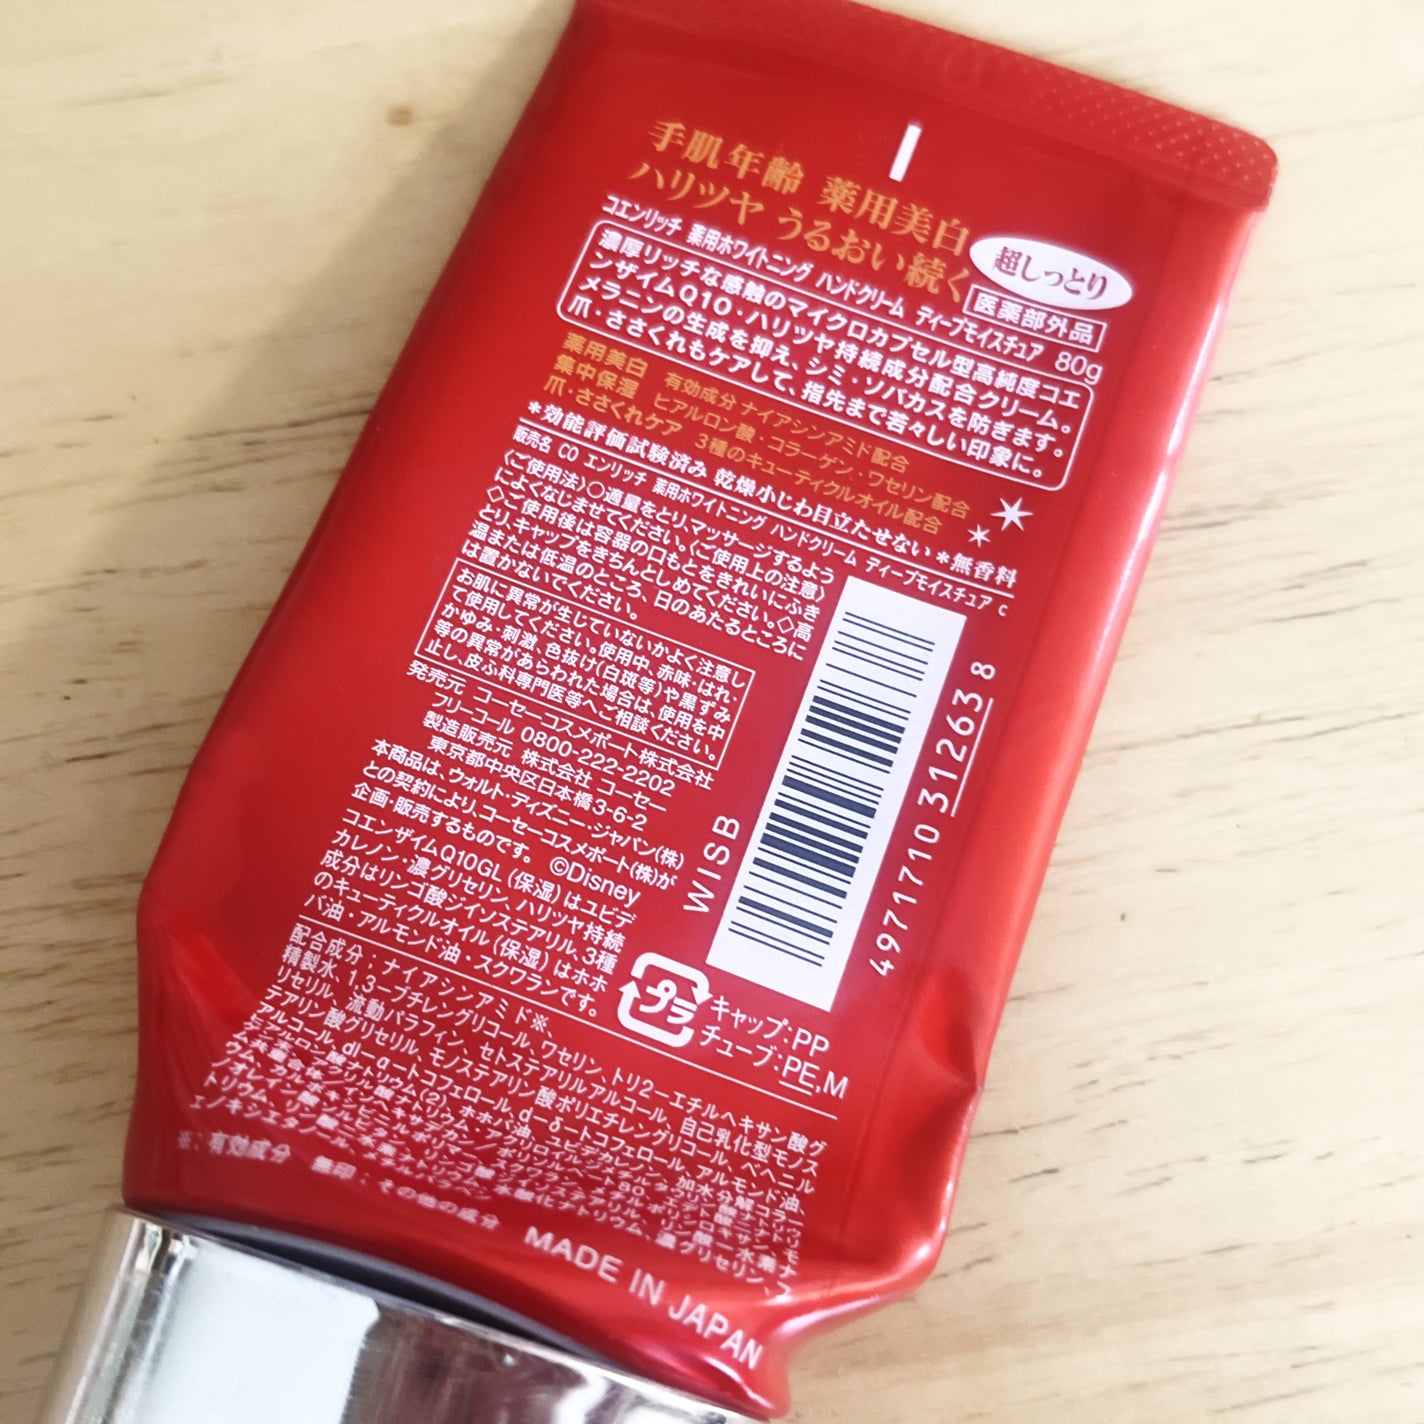 手肌年齢 薬用美白
ハリツヤ うるおい続く
超しっとり
コエンリッチ 薬用ホワイトニング ハンドクリーム ディープモイスチュア 80g
医薬部外品
濃厚リッチな感触のマイクロカプセル型高純度コエ
ンザイムQ10・ハリツヤ持続成分配合クリーム。
メラニンの生成を抑え、シミ・ソバカスを防ぎます。
爪・ささくれもケアして、指先まで若々しい印象に。
薬用美白 有効成分 ナイアシンアミド配合
集中保湿 ヒアルロン酸・コラーゲン・ワセリン配合
爪・ささくれケア 3種のキューティクルオイル配合
*効能評価試験済み 乾燥小じわ目立たせない *無香料
販売名 CO エンリッチ 薬用ホワイトニング ハンドクリーム ディープモイスチュア C
〈ご使用法〉○適量をとり、マッサージするよう
によくなじませてください。〈ご使用上の注意〉
◇ご使用後は容器の口もとをきれいにふき
とり、キャップをきちんとしめてください。◇高
温または低温のところ、日のあたるところに
は置かないでください。
お肌に異常が生じていないかよく注意し
て使用してください。使用中、赤味・はれ・
かゆみ・刺激、色抜け(白斑等)や黒ずみ
等の異常があらわれた場合は、使用を中
止し、皮ふ科専門医等へご相談ください。
発売元 コーセーコスメポート株式会社
フリーコール 0800-222-2202
製造販売元 株式会社 コーセー
東京都中央区日本橋3-6-2
本商品は、ウォルト・ディズニー・ジャパン(株)
との契約により、コーセーコスメポート(株)が
企画・販売するものです。 ©Disney
コエンザイムQ10GL (保湿) はユビデ
カレノン・濃グリセリン、ハリツヤ持続
成分はリンゴ酸ジイソステアリル、3種
のキューティクルオイル (保湿) はホホ
バ油・アルモンド油・スクワランです。
WISB
4971710 312638
プラ
キャップ:PP
チューブ:PE,M
配合成分:ナイアシンアミド※、
精製水、1,3-ブチレングリコール、ワセリン、トリ2-エチルヘキサン酸グ
リセリル、流動パラフィン、セトステアリルアルコール、自己乳化型モノス
テアリン酸グリセリル、モノステアリン酸ポリエチレングリコール、ベヘニル
アルコール、dl-α-トコフェロール、d-δ-トコフェロール、アルモンド油、
※:有効成分 無印:その他の成分
MADE IN JAPAN